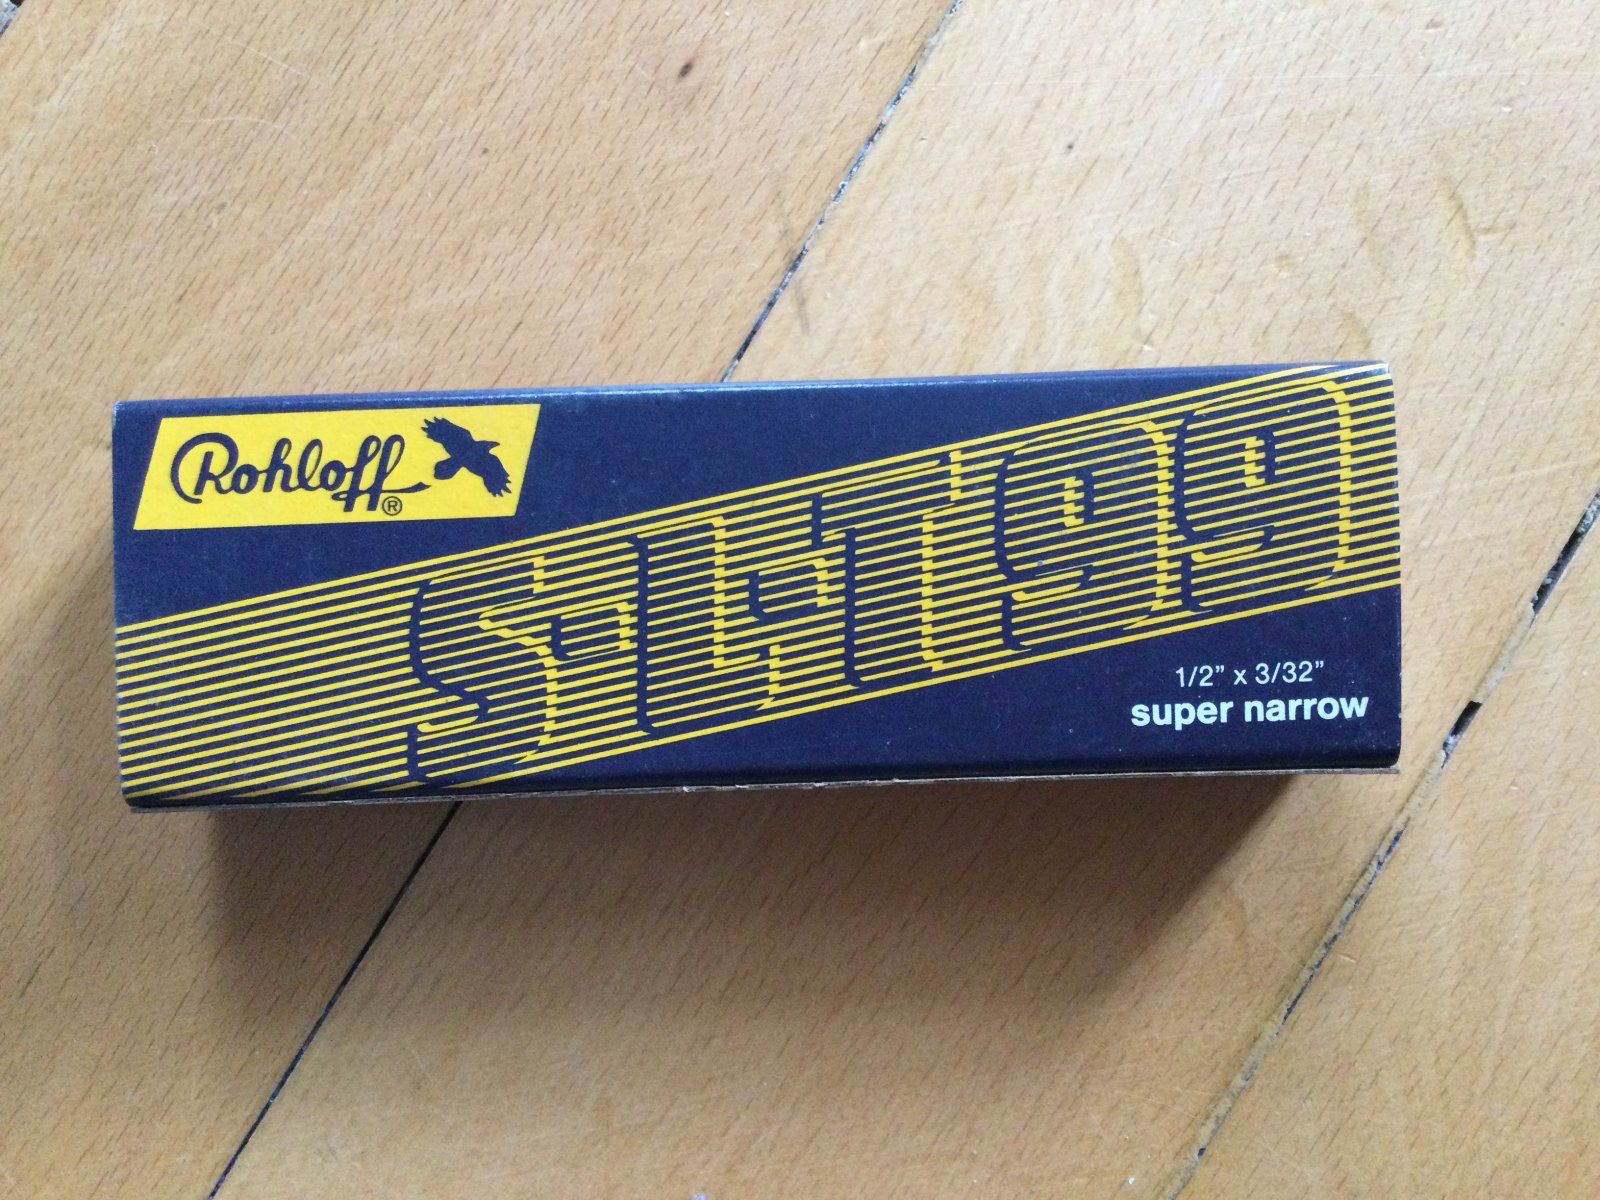 Rohloff®
SLT99
1/2” x 3/32”
super narrow